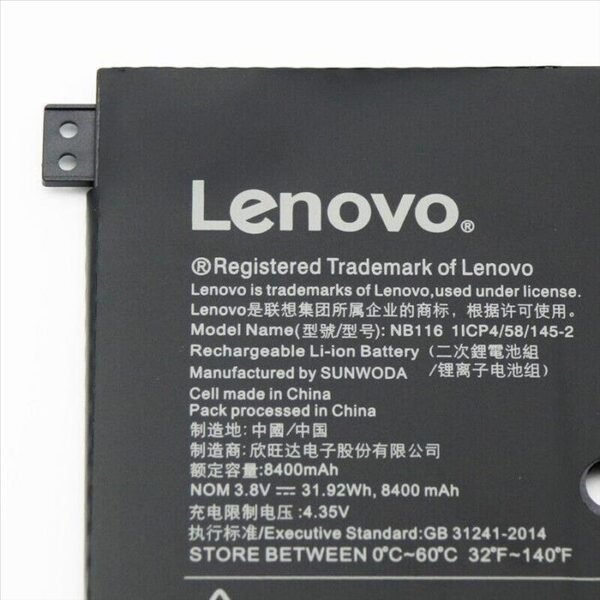 Lenovo®
®Registered Trademark of Lenovo
Lenovo is trademarks of Lenovo,used under license.
Lenovo是联想集团所属企业的商标，根据许可使用。
Model Name(型號/型号): NB116 1ICP4/58/145-2
Rechargeable Li-ion Battery (二次鋰電池組
Manufactured by SUNWODA /锂离子电池组)
Cell made in China
Pack processed in China
制造地: 中國/中国
制造商: 欣旺达电子股份有限公司
额定容量:8400mAh
NOM 3.8V⎓31.92Wh, 8400 mAh
充电限制电压:4.35V
执行标准/Executive Standard:GB 31241-2014
STORE BETWEEN 0°C~60°C 32°F~140°F